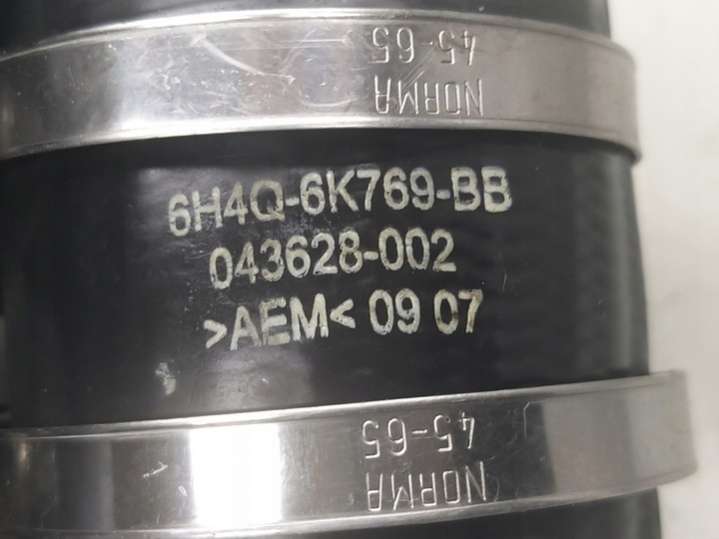 NORMA
45-65
6H4Q-6K769-BB
043628-002
>AEM< 09 07
NORMA
45-65